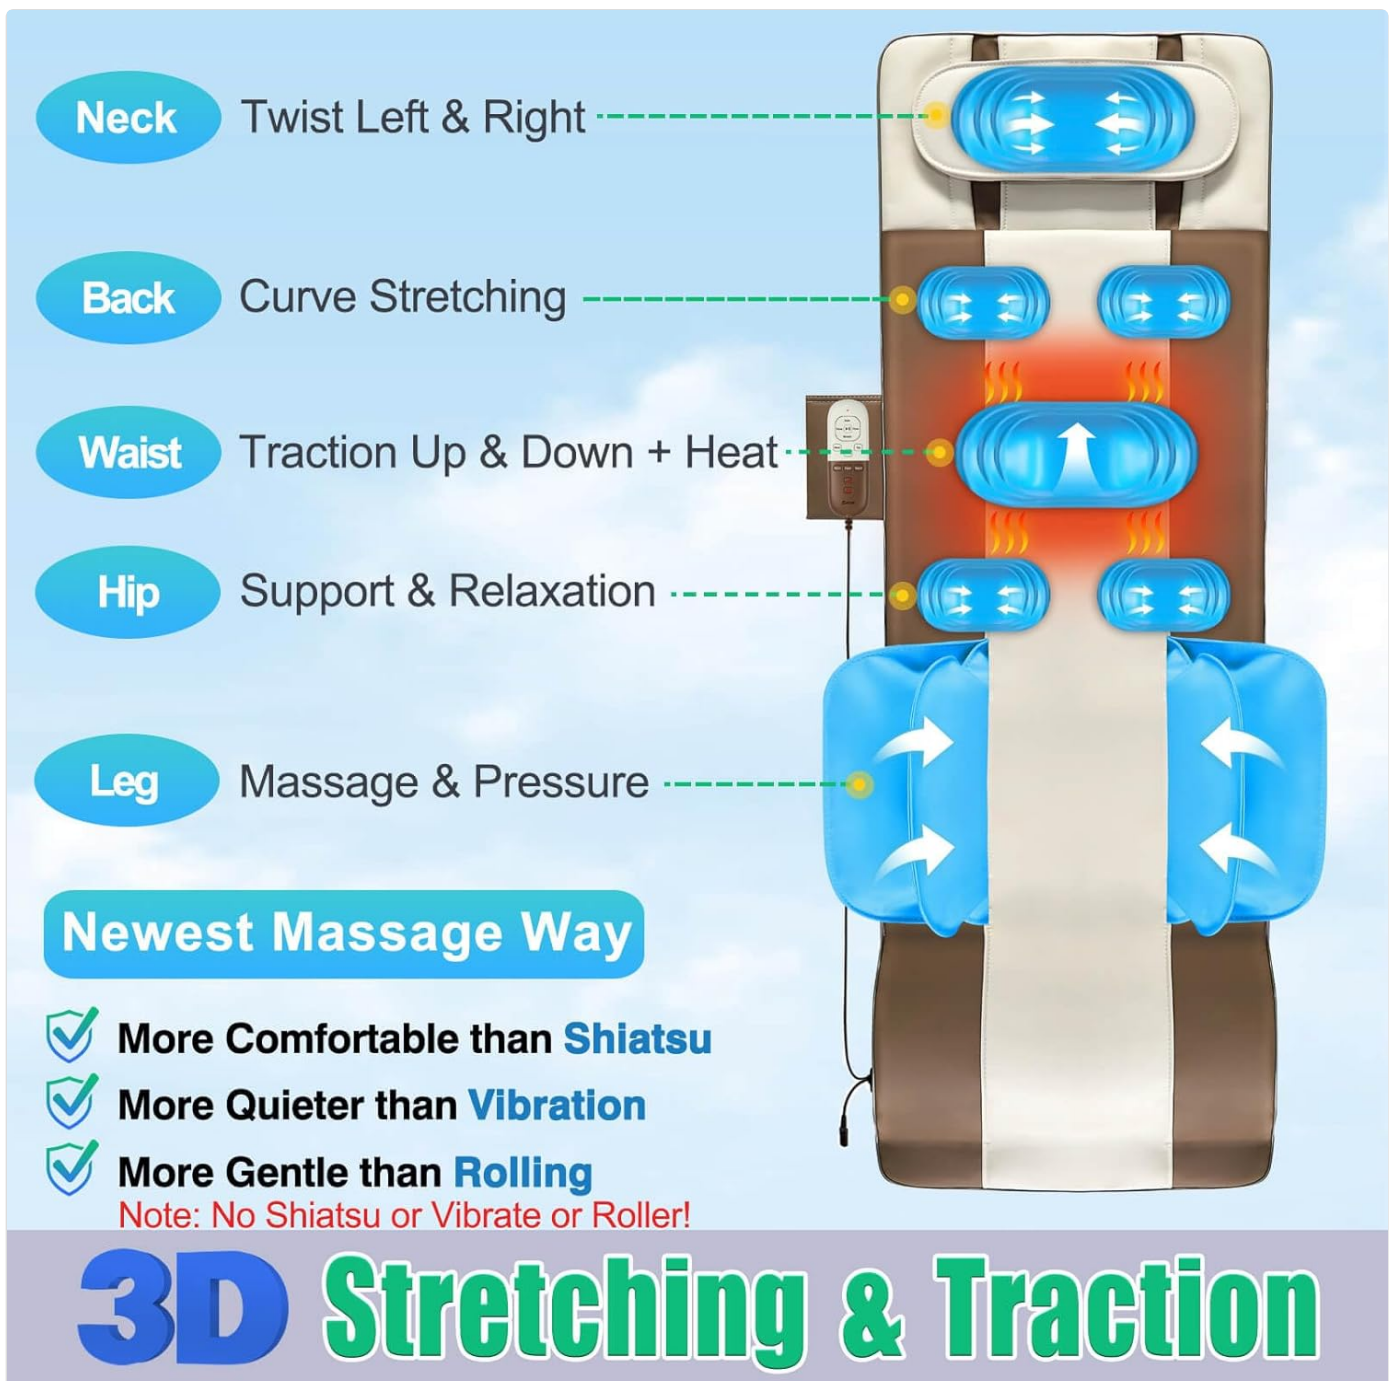 Neck Twist Left & Right
Back Curve Stretching
Waist Traction Up & Down + Heat
Hip Support & Relaxation
Leg Massage & Pressure
Newest Massage Way
More Comfortable than Shiatsu
More Quieter than Vibration
More Gentle than Rolling
Note: No Shiatsu or Vibrate or Roller!
3D Stretching & Traction